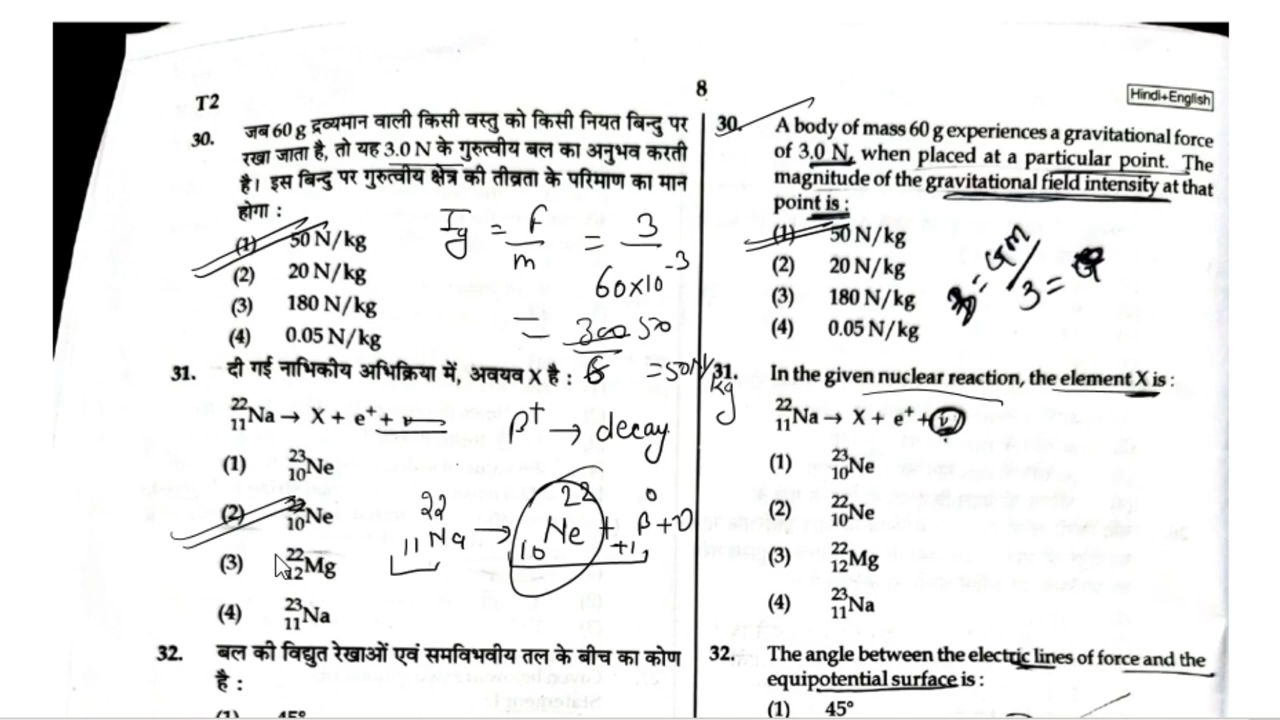 T2
8
Hindi+English
30. जब 60 g द्रव्यमान वाली किसी वस्तु को किसी नियत बिन्दु पर
रखा जाता है, तो यह 3.0 N के गुरुत्वीय बल का अनुभव करती
है। इस बिन्दु पर गुरुत्वीय क्षेत्र की तीव्रता के परिमाण का मान
होगा :
(1) 50 N/kg
(2) 20 N/kg
(3) 180 N/kg
(4) 0.05 N/kg
Ig = f/m = 3/60×10⁻³
= 300/6 50 = 50N/kg
31. दी गई नाभिकीय अभिक्रिया में, अवयव X है :
²²₁₁Na → X + e⁺ + ν
(1) ²³₁₀Ne
(2) ²²₁₀Ne
(3) ²²₁₂Mg
(4) ²³₁₁Na
β⁺ → decay
²²₁₁Na → ²²₁₀Ne + ⁰₊₁β + ν
32. बल की विद्युत रेखाओं एवं समविभवीय तल के बीच का कोण
है :
(1) 45°
30. A body of mass 60 g experiences a gravitational force
of 3.0 N, when placed at a particular point. The
magnitude of the gravitational field intensity at that
point is :
(1) 50 N/kg
(2) 20 N/kg
(3) 180 N/kg
(4) 0.05 N/kg
31. In the given nuclear reaction, the element X is :
²²₁₁Na → X + e⁺ + ν
(1) ²³₁₀Ne
(2) ²²₁₀Ne
(3) ²²₁₂Mg
(4) ²³₁₁Na
32. The angle between the electric lines of force and the
equipotential surface is :
(1) 45°